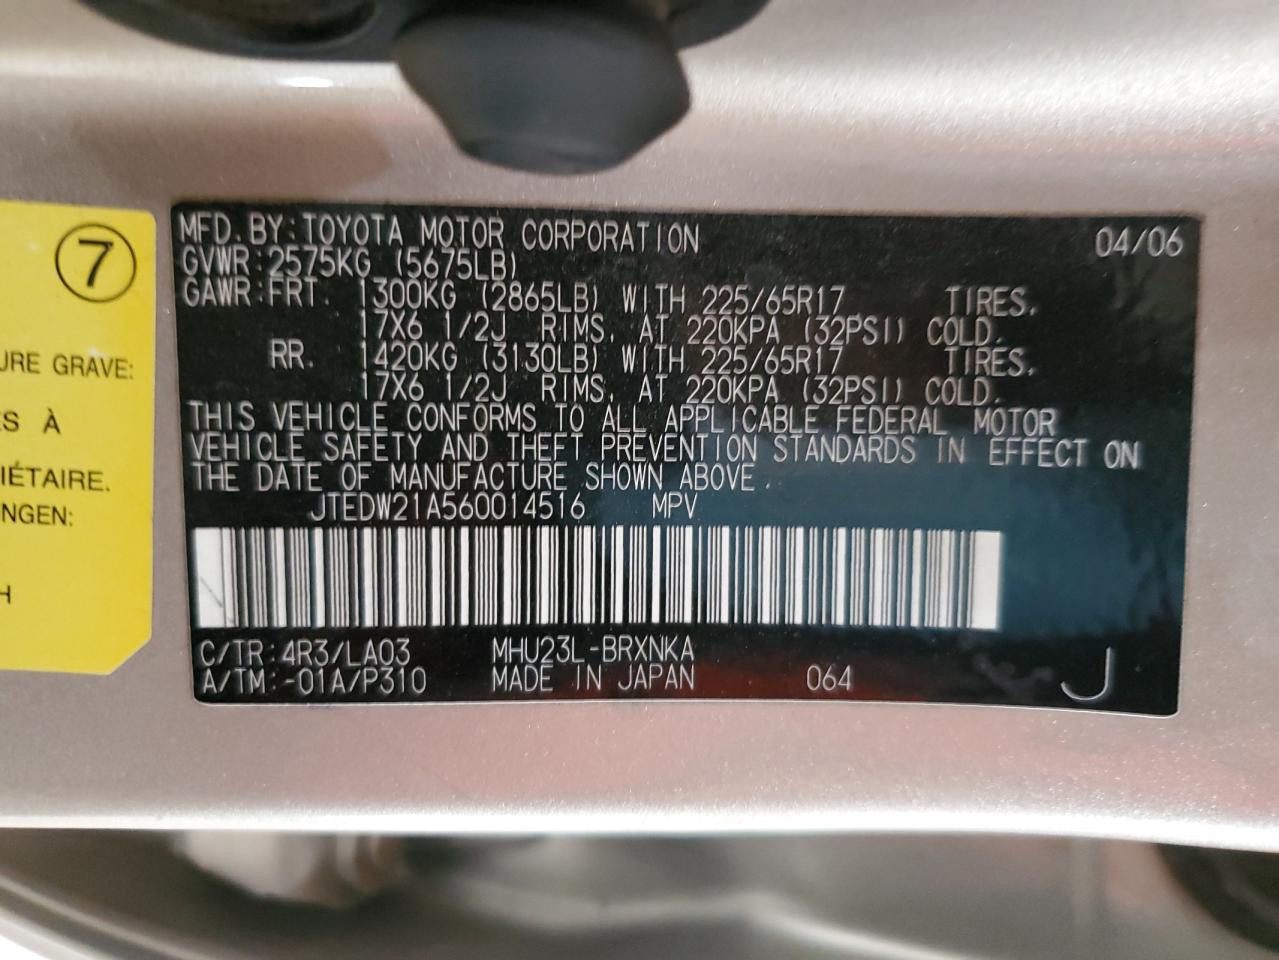 7
URE GRAVE:
ES À
IÉTAIRE.
NGEN:
H
MFD. BY: TOYOTA MOTOR CORPORATION 04/06
GVWR: 2575KG (5675LB)
GAWR: FRT. 1300KG (2865LB) WITH 225/65R17 TIRES,
17X6 1/2J RIMS, AT 220KPA (32PSI) COLD.
RR. 1420KG (3130LB) WITH 225/65R17 TIRES,
17X6 1/2J RIMS, AT 220KPA (32PSI) COLD.
THIS VEHICLE CONFORMS TO ALL APPLICABLE FEDERAL MOTOR
VEHICLE SAFETY AND THEFT PREVENTION STANDARDS IN EFFECT ON
THE DATE OF MANUFACTURE SHOWN ABOVE.
JTEDW21A560014516 MPV
C/TR: 4R3/LA03 MHU23L-BRXNKA
A/TM: -01A/P310 MADE IN JAPAN 064 J